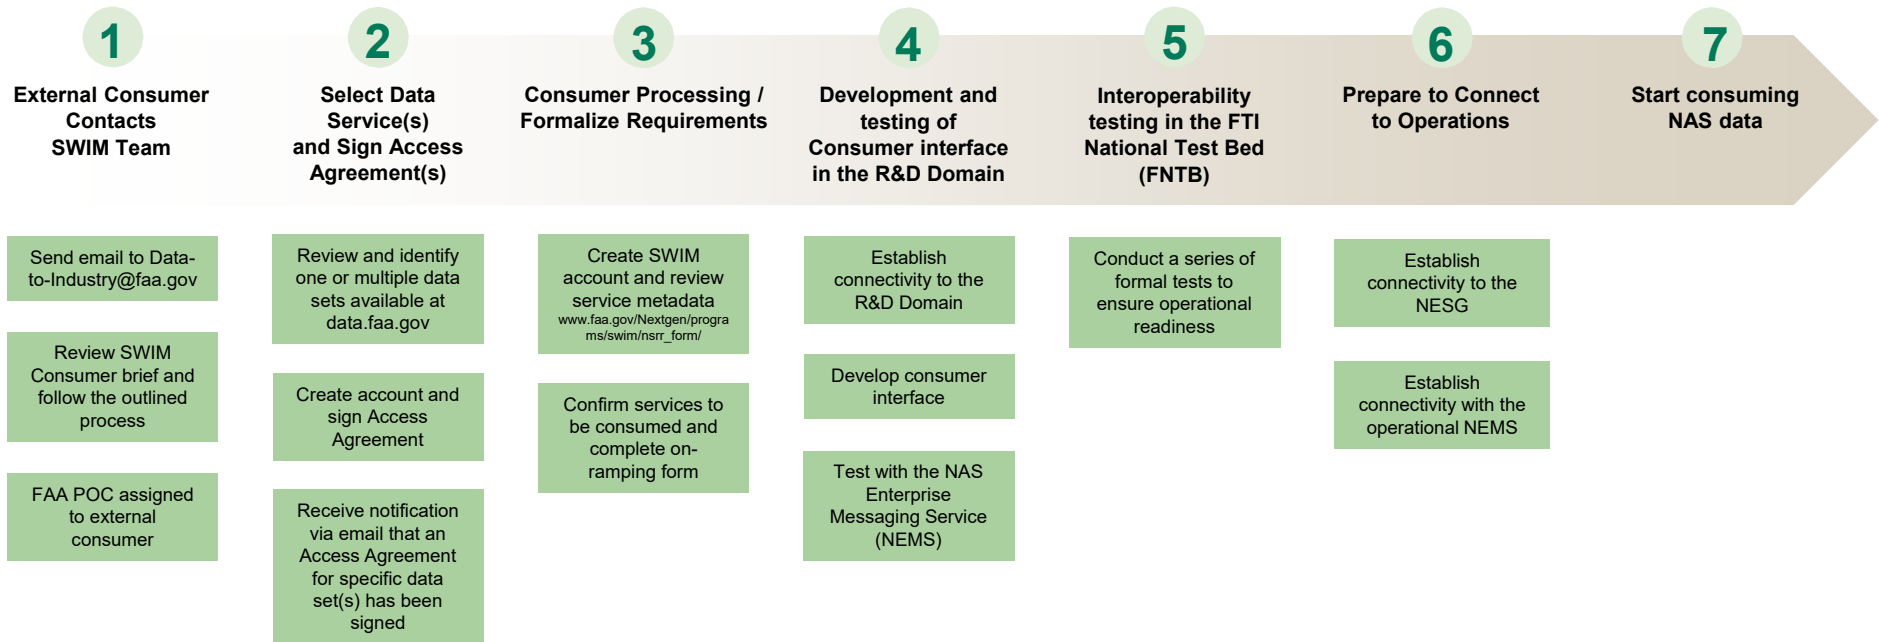 1
External Consumer
Contacts
SWIM Team
Send email to Data-
to-Industry@faa.gov
Review SWIM
Consumer brief and
follow the outlined
process
FAA POC assigned
to external
consumer
2
Select Data
Service(s)
and Sign Access
Agreement(s)
Review and identify
one or multiple data
sets available at
data.faa.gov
Create account and
sign Access
Agreement
Receive notification
via email that an
Access Agreement
for specific data
set(s) has been
signed
3
Consumer Processing /
Formalize Requirements
Create SWIM
account and review
service metadata
www.faa.gov/Nextgen/progra
ms/swim/nsrr_form/
Confirm services to
be consumed and
complete on-
ramping form
4
Development and
testing of
Consumer interface
in the R&D Domain
Establish
connectivity to the
R&D Domain
Develop consumer
interface
Test with the NAS
Enterprise
Messaging Service
(NEMS)
5
Interoperability
testing in the FTI
National Test Bed
(FNTB)
Conduct a series of
formal tests to
ensure operational
readiness
6
Prepare to Connect
to Operations
Establish
connectivity to the
NESG
Establish
connectivity with the
operational NEMS
7
Start consuming
NAS data